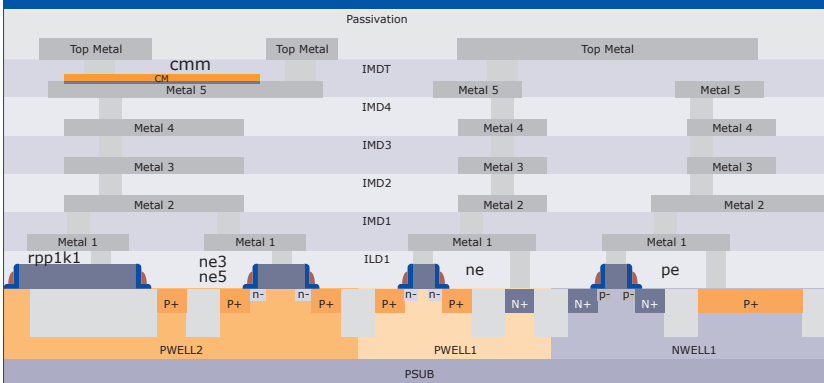 Passivation
Top Metal Top Metal Top Metal
cmm
IMDT
CM
Metal 5 Metal 5 Metal 5
IMD4
Metal 4 Metal 4 Metal 4
IMD3
Metal 3 Metal 3 Metal 3
IMD2
Metal 2 Metal 2 Metal 2
IMD1
Metal 1 Metal 1 Metal 1 Metal 1
rpp1k1 ne3 ILD1
ne5 ne pe
n- n- n- n- p- p-
P+ P+ P+ P+ P+ N+ N+ N+ P+
PWELL2 PWELL1 NWELL1
PSUB